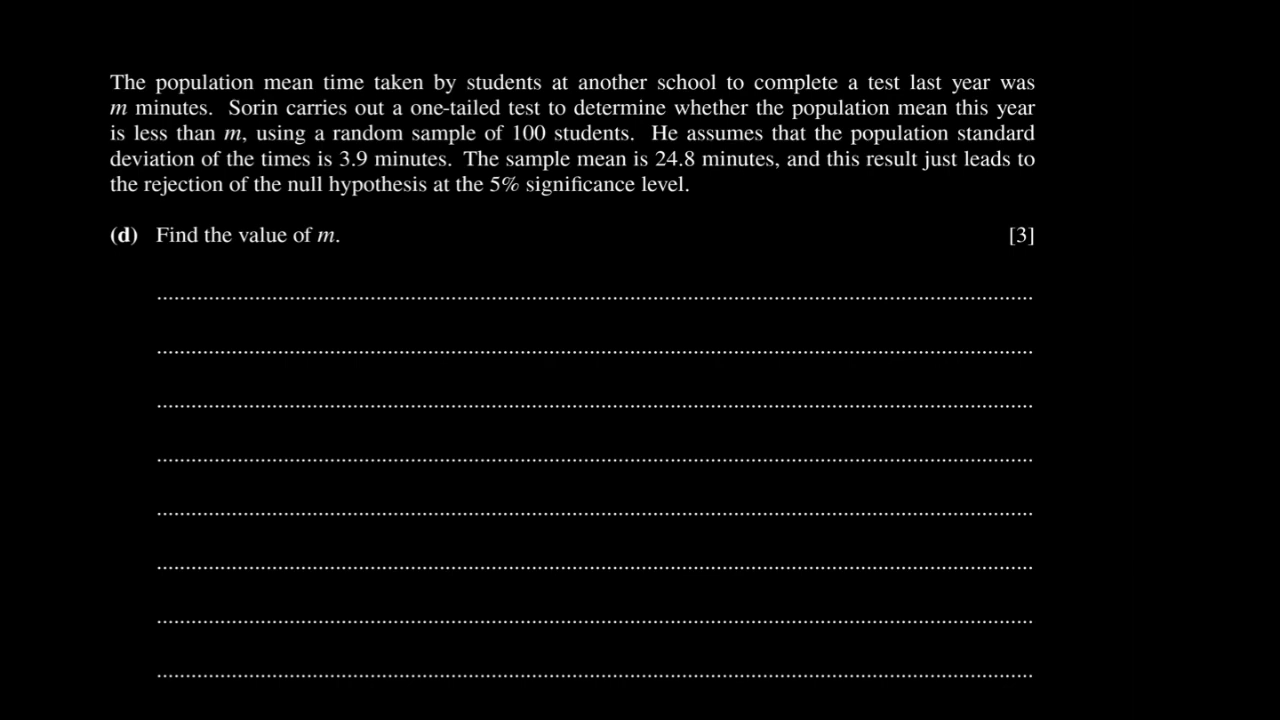 The population mean time taken by students at another school to complete a test last year was
m minutes. Sorin carries out a one-tailed test to determine whether the population mean this year
is less than m, using a random sample of 100 students. He assumes that the population standard
deviation of the times is 3.9 minutes. The sample mean is 24.8 minutes, and this result just leads to
the rejection of the null hypothesis at the 5% significance level.
(d) Find the value of m. [3]